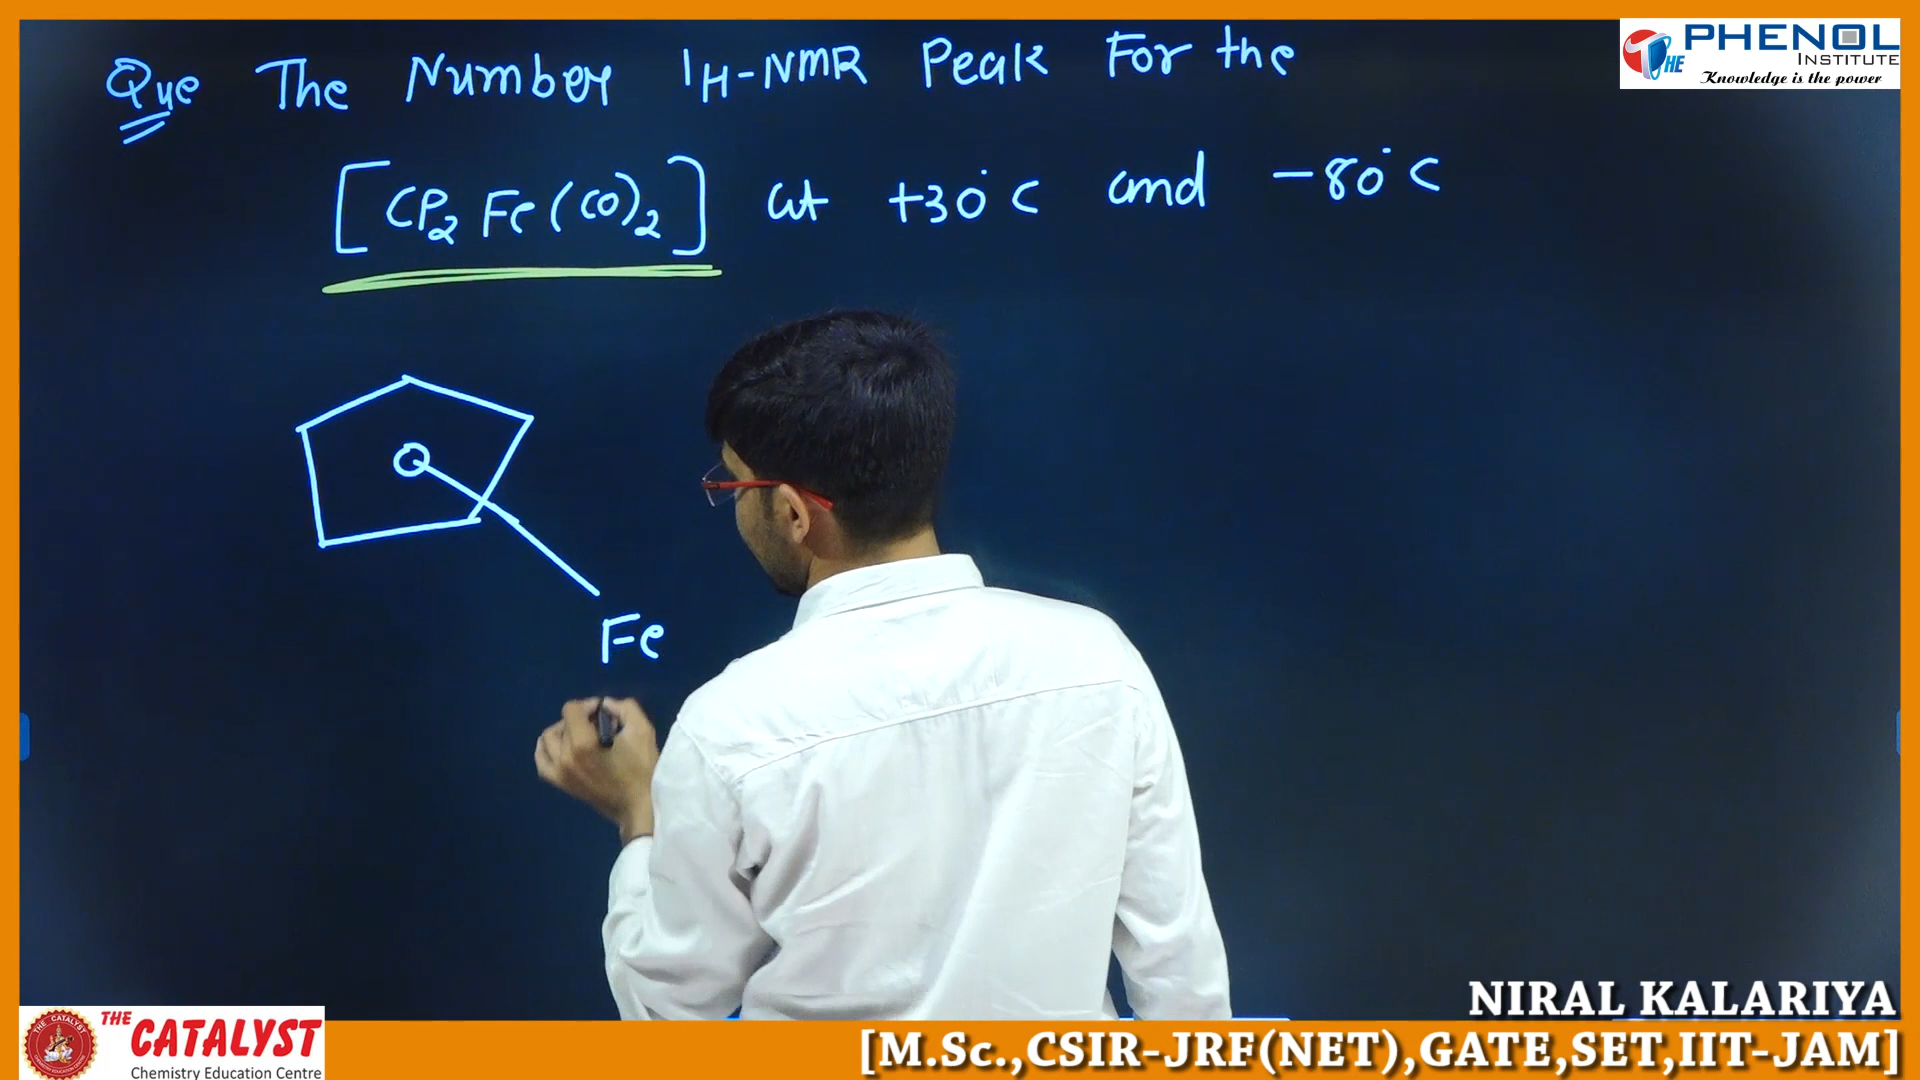 Que The Number ¹H-NMR Peak For the
[CP₂ Fe(CO)₂] at +30°C and -80°C
Fe
THE PHENOL
INSTITUTE
Knowledge is the power
THE CATALYST
Chemistry Education Centre
NIRAL KALARIYA
[M.Sc.,CSIR-JRF(NET),GATE,SET,IIT-JAM]